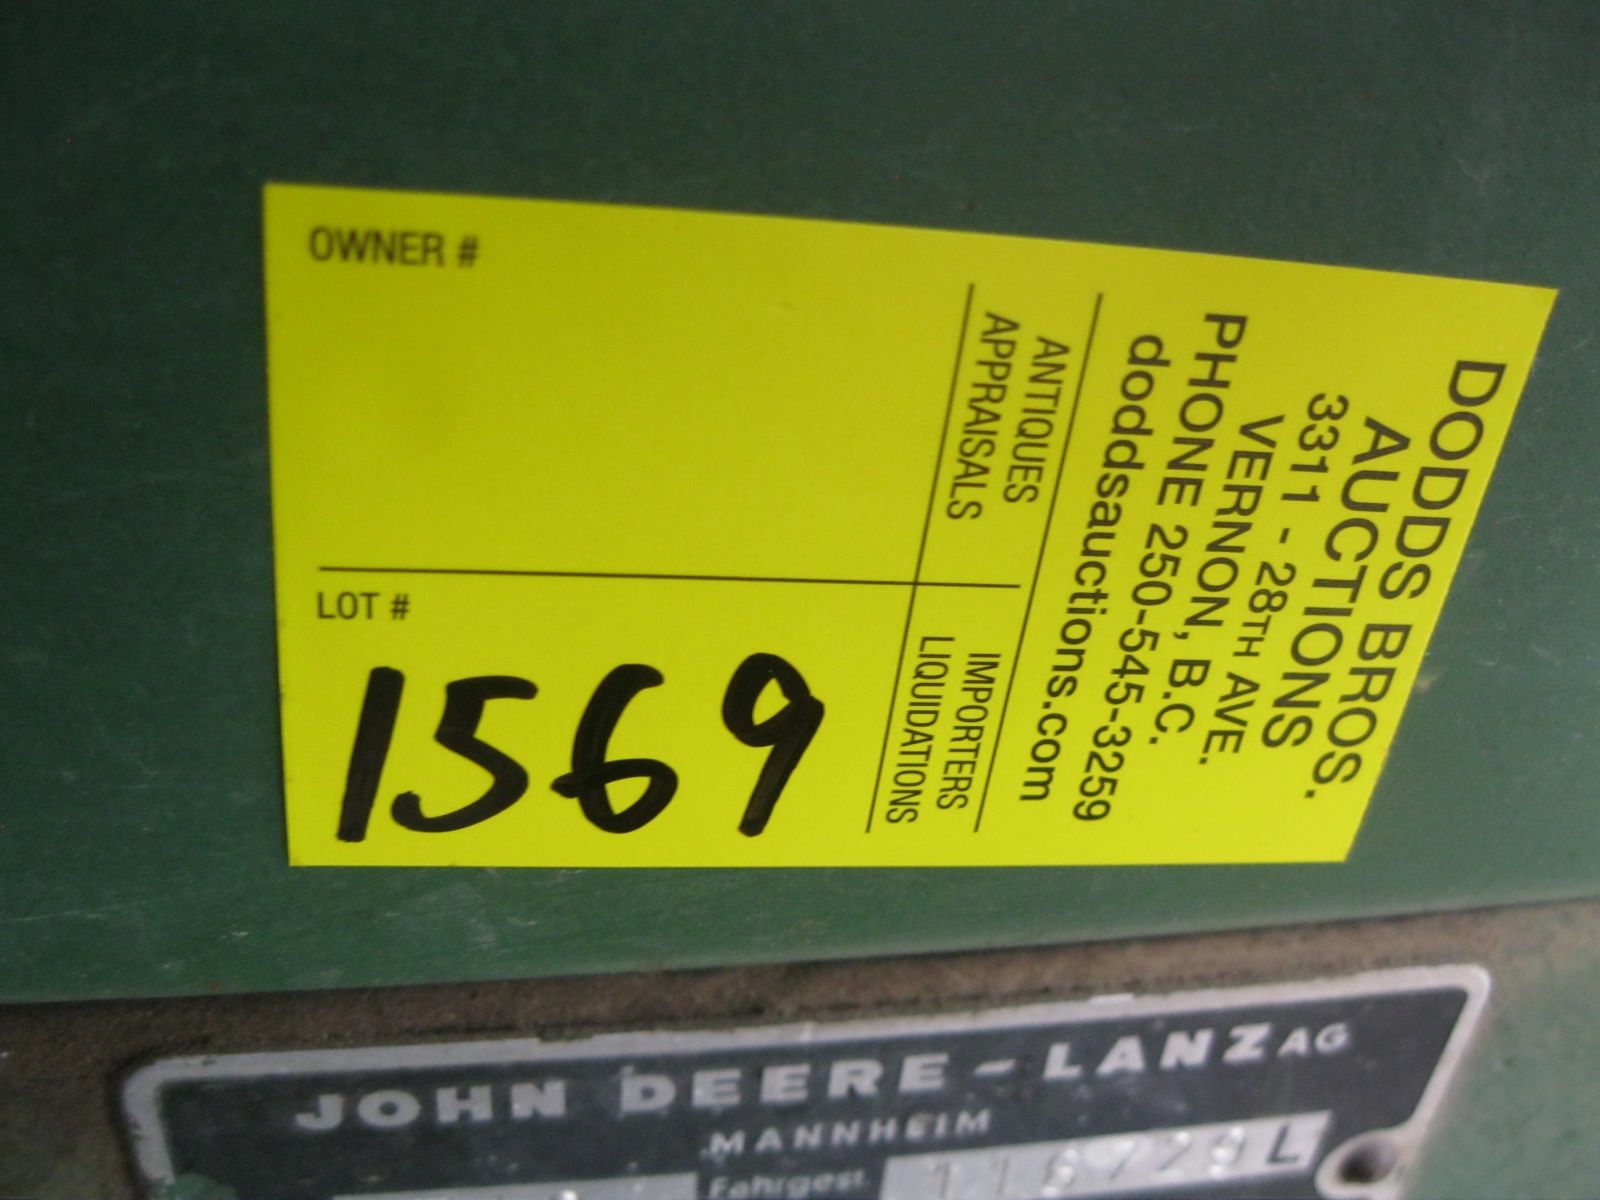 OWNER #
LOT #
1569
DODDS BROS.
AUCTIONS
3311 - 28TH AVE.
VERNON, B.C.
PHONE 250-545-3259
doddsauctions.com
ANTIQUES
APPRAISALS
IMPORTERS
LIQUIDATIONS
JOHN DEERE - LANZ AG
MANNHEIM
Fahrgest.